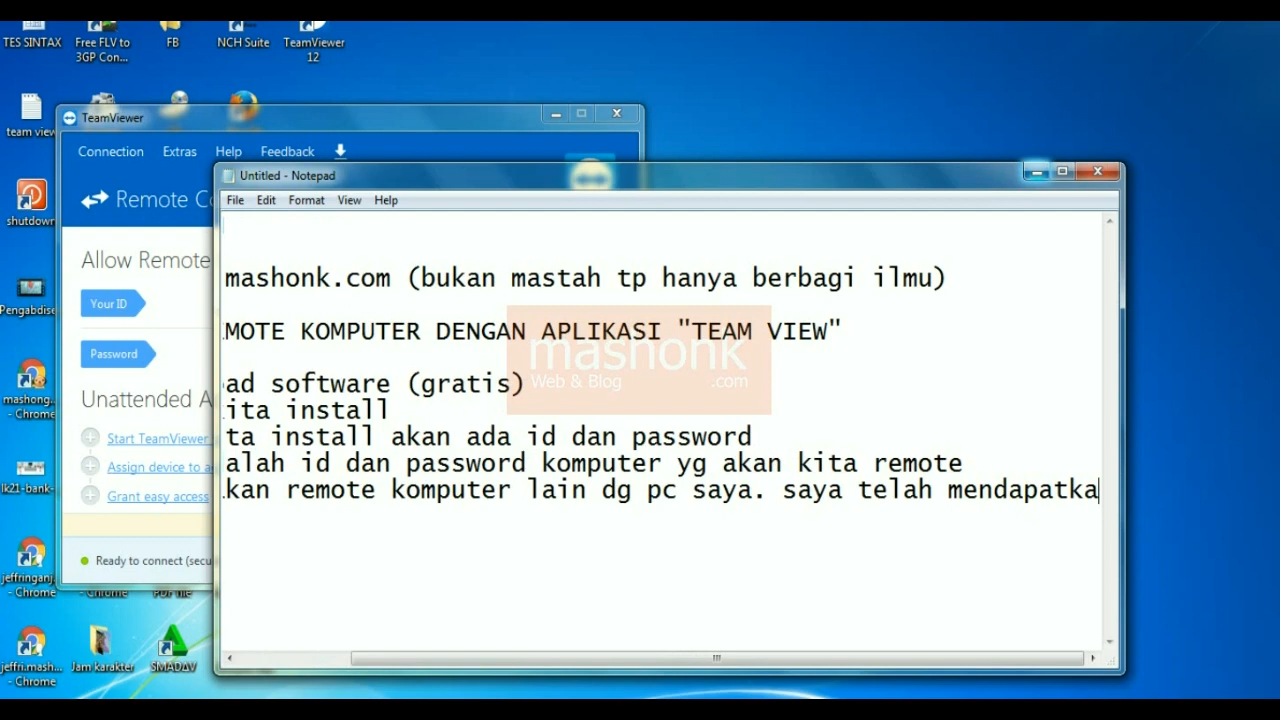 TES SINTAX
Free FLV to
3GP Con...
FB
NCH Suite
TeamViewer
12
team view
TeamViewer
Connection Extras Help Feedback
Remote Co
shutdown
Allow Remote
Your ID
Password
Pengabdise
Unattended A
Start TeamViewer
Assign device to a
Grant easy access
Ready to connect (secu
mashong...
- Chrome
lk21-bank-
jeffringanj.
- Chrome
- Chrome
PDF file
jeffri.mash...
- Chrome
Jam karakter
SMADAV
Untitled - Notepad
File Edit Format View Help
mashonk.com (bukan mastah tp hanya berbagi ilmu)
MOTE KOMPUTER DENGAN APLIKASI "TEAM VIEW"
ad software (gratis)
ita install
ta install akan ada id dan password
alah id dan password komputer yg akan kita remote
kan remote komputer lain dg pc saya. saya telah mendapatka
mashonk
Web & Blog .com